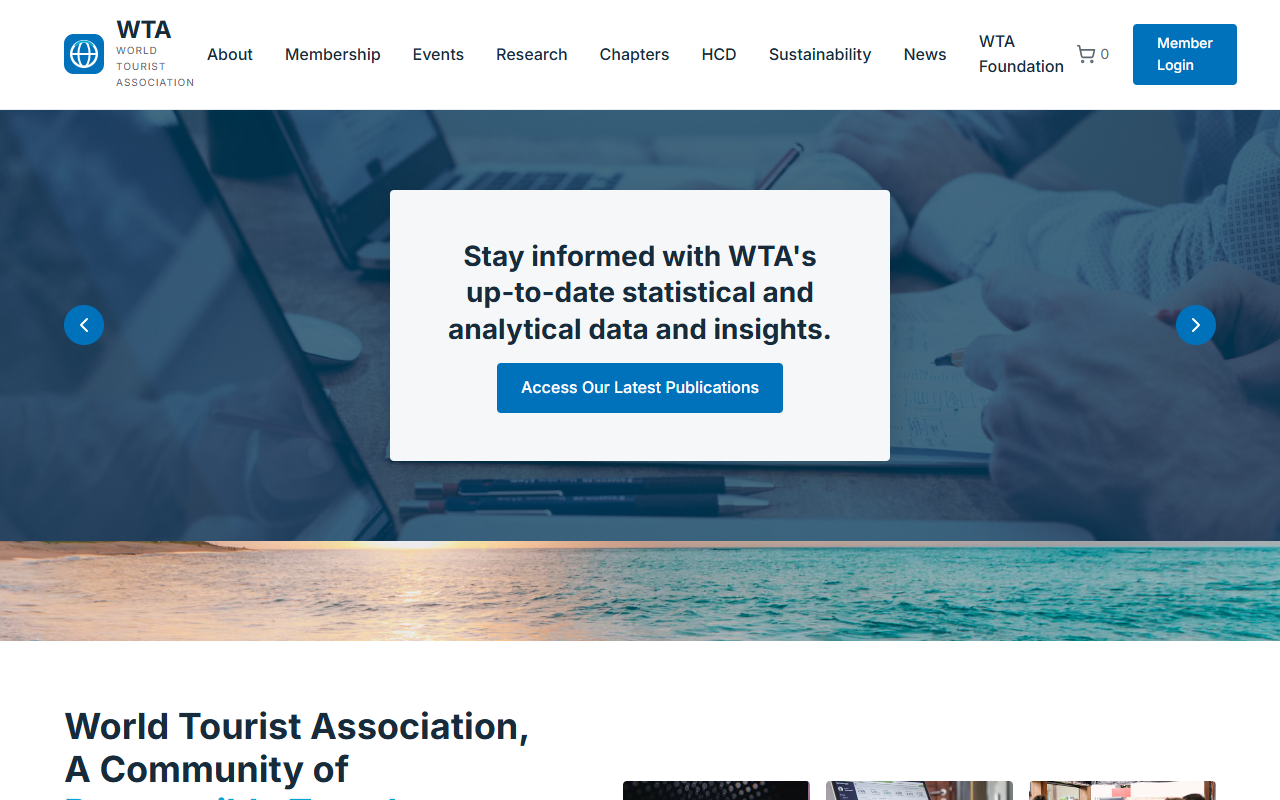 WTA
WORLD
TOURIST
ASSOCIATION
About
Membership
Events
Research
Chapters
HCD
Sustainability
News
WTA
Foundation
0
Member
Login
Stay informed with WTA's
up-to-date statistical and
analytical data and insights.
Access Our Latest Publications
World Tourist Association,
A Community of